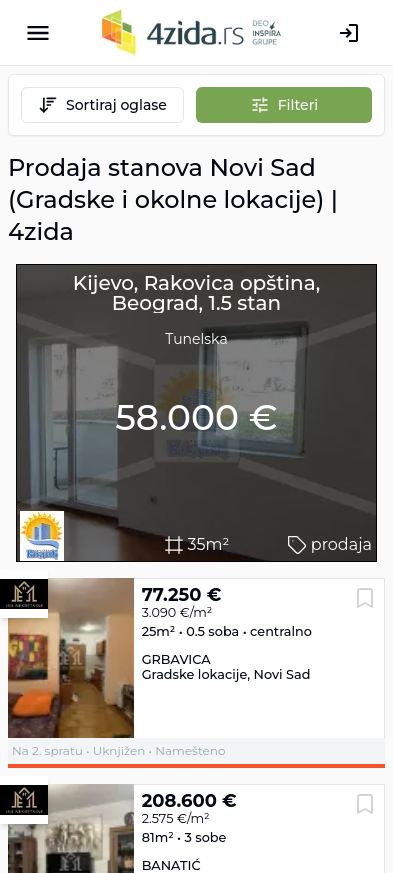 4zida.rs
DEO
INSPIRA
GRUPE
Sortiraj oglase
Filteri
Prodaja stanova Novi Sad
(Gradske i okolne lokacije) |
4zida
Kijevo, Rakovica opština,
Beograd, 1.5 stan
Tunelska
58.000 €
35m²
prodaja
77.250 €
3.090 €/m²
25m² • 0.5 soba • centralno
GRBAVICA
Gradske lokacije, Novi Sad
Na 2. spratu • Uknjižen • Namešteno
208.600 €
2.575 €/m²
81m² • 3 sobe
BANATIĆ